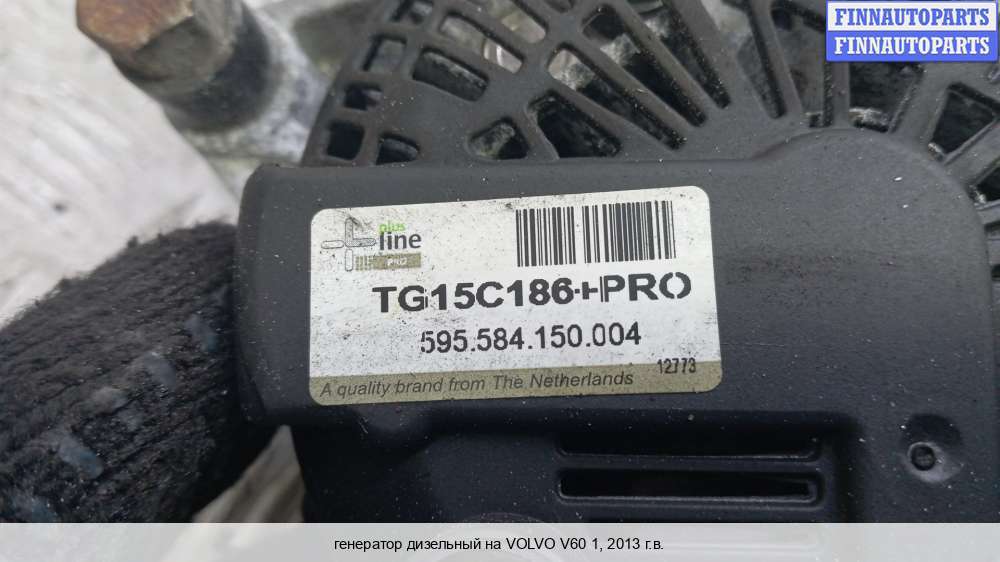 FINNAUTOPARTS
FINNAUTOPARTS
plus
line
PRO
TG15C186+PRO
595.584.150.004
12773
A quality brand from The Netherlands
генератор дизельный на VOLVO V60 1, 2013 г.в.